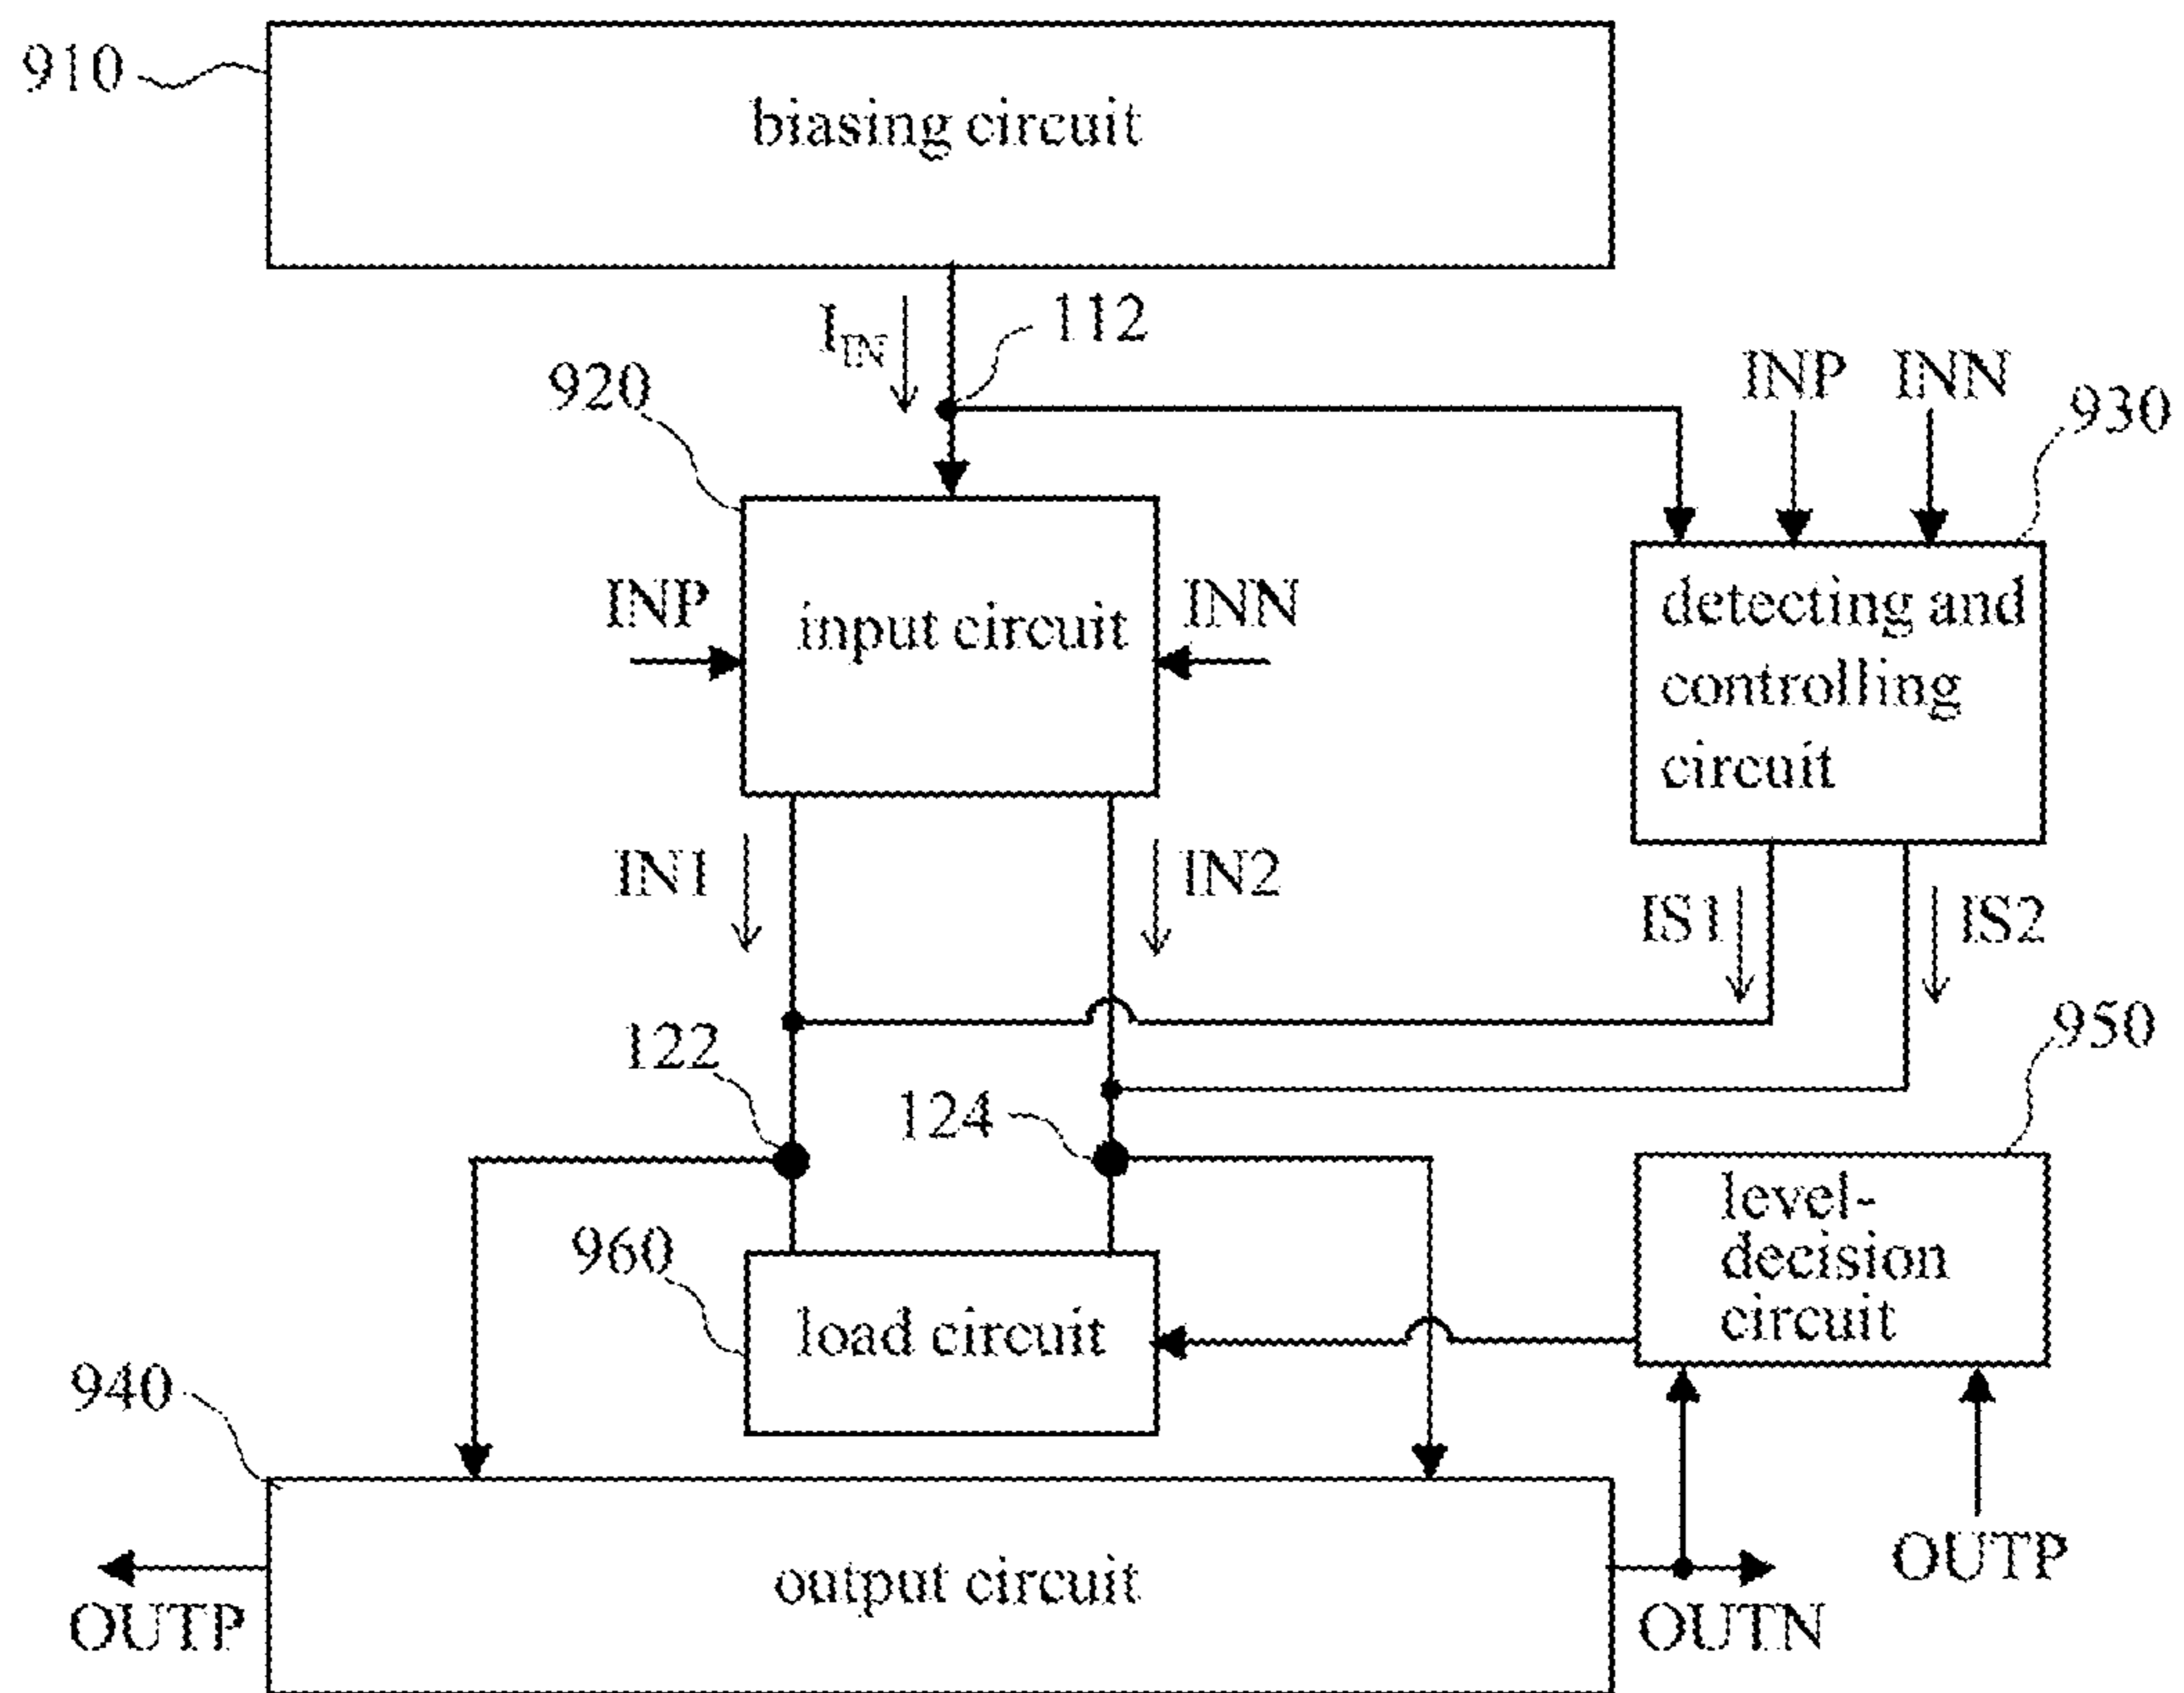 910
biasing circuit
I_IN
112
920
INP
INN
930
INP
input circuit
INN
detecting and
controlling
circuit
IN1
IN2
IS1
IS2
122
124
950
960
load circuit
level-
decision
circuit
940
output circuit
OUTP
OUTN
OUTP